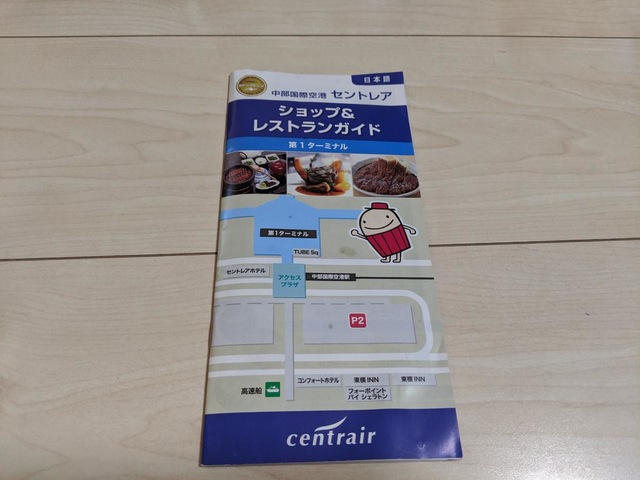 日本語
中部国際空港 セントレア
ショップ&
レストランガイド
第1ターミナル
第1ターミナル
TUBE Sq
セントレアホテル
アクセス
プラザ
中部国際空港駅
P2
高速船
コンフォートホテル
東横INN
東横INN
フォーポイント
バイ シェラトン
centrair